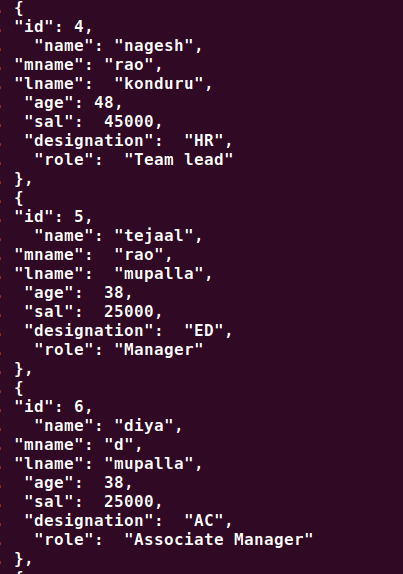 {
"id": 4,
"name": "nagesh",
"mname": "rao",
"lname":  "konduru",
"age": 48,
"sal":  45000,
"designation":  "HR",
"role":  "Team lead"
},
{
"id": 5,
"name": "tejaal",
"mname": "rao",
"lname":  "mupalla",
"age":  38,
"sal":  25000,
"designation":  "ED",
"role": "Manager"
},
{
"id": 6,
"name": "diya",
"mname": "d",
"lname": "mupalla",
"age":  38,
"sal":  25000,
"designation":  "AC",
"role":  "Associate Manager"
},